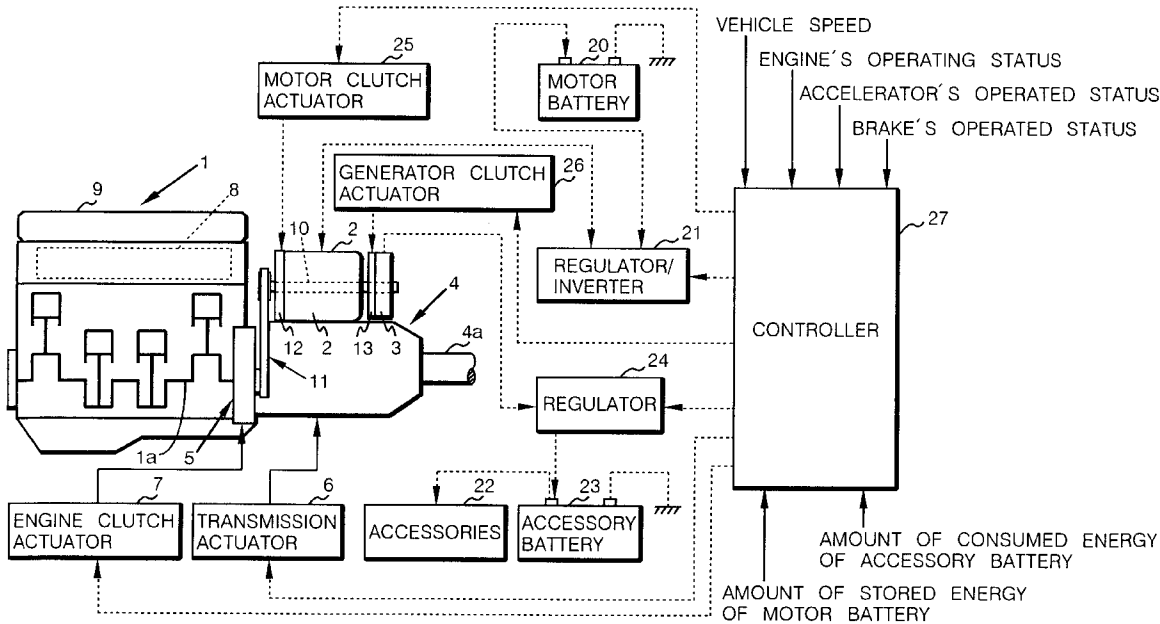 VEHICLE SPEED
ENGINE'S OPERATING STATUS
ACCELERATOR'S OPERATED STATUS
BRAKE'S OPERATED STATUS
25
MOTOR CLUTCH
ACTUATOR
20
MOTOR
BATTERY
26
GENERATOR CLUTCH
ACTUATOR
1
9
8
10
2
21
REGULATOR/
INVERTER
27
CONTROLLER
4
4a
12
2
13
3
11
24
REGULATOR
1a
5
7
ENGINE CLUTCH
ACTUATOR
6
TRANSMISSION
ACTUATOR
22
ACCESSORIES
23
ACCESSORY
BATTERY
AMOUNT OF CONSUMED ENERGY
OF ACCESSORY BATTERY
AMOUNT OF STORED ENERGY
OF MOTOR BATTERY